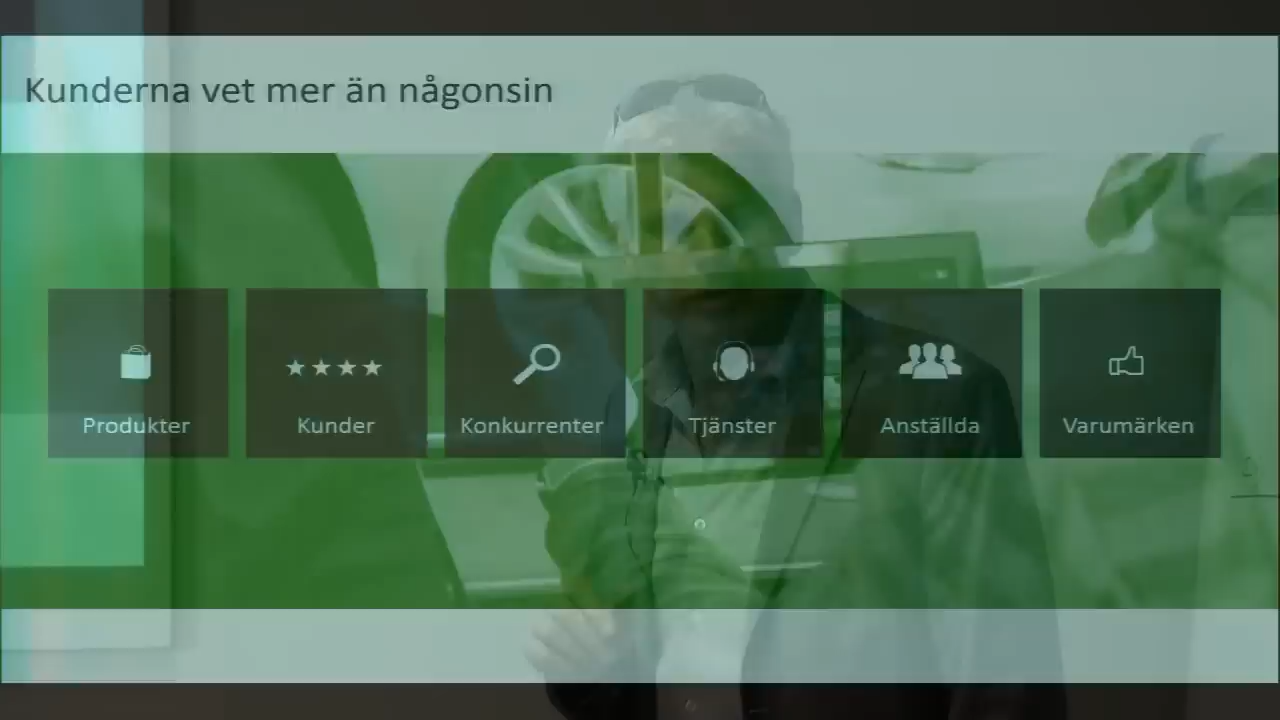 Kunderna vet mer än någonsin
Produkter
Kunder
Konkurrenter
Tjänster
Anställda
Varumärken